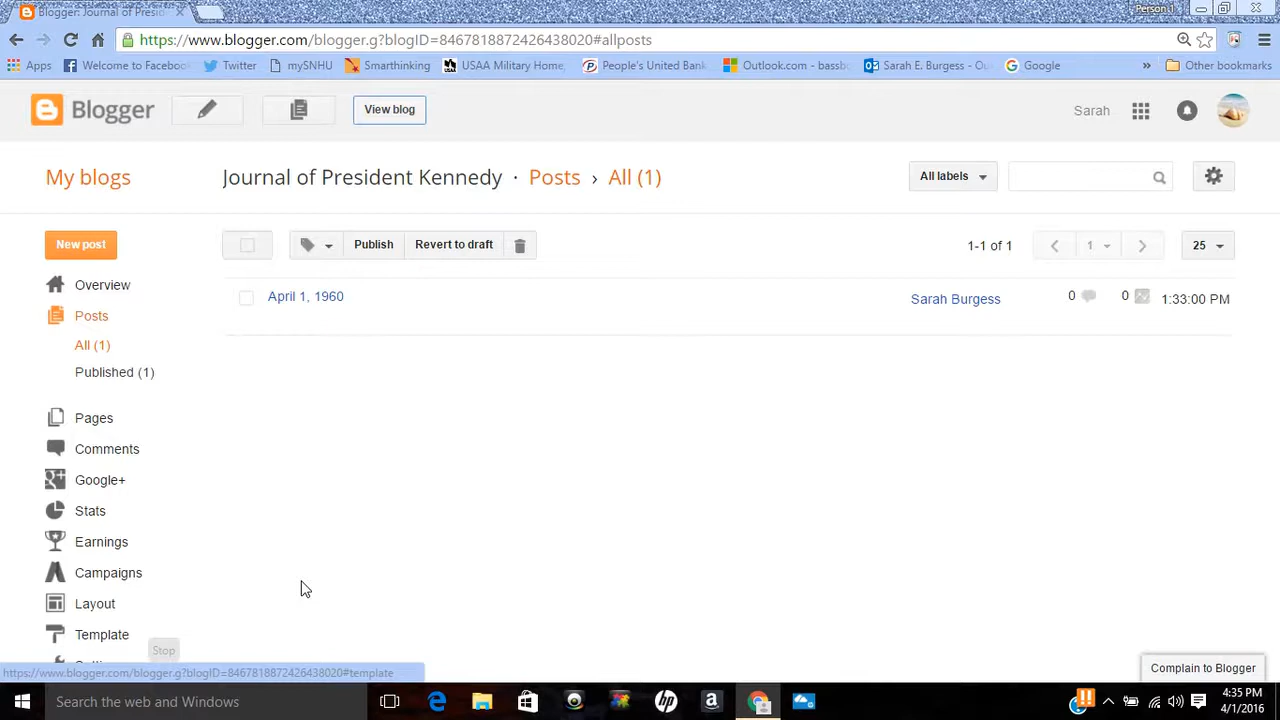 Blogger: Journal of Presid
Person 1
https://www.blogger.com/blogger.g?blogID=8467818872426438020#allposts
Apps
Welcome to Faceboo
Twitter
mySNHU
Smarthinking
USAA Military Home
People's United Bank
Outlook.com - bassb
Sarah E. Burgess - Ou
Google
»
Other bookmarks
Blogger
View blog
Sarah
My blogs
Journal of President Kennedy · Posts › All (1)
All labels
New post
Publish
Revert to draft
1-1 of 1
1
25
Overview
April 1, 1960
Sarah Burgess
0
0
1:33:00 PM
Posts
All (1)
Published (1)
Pages
Comments
Google+
Stats
Earnings
Campaigns
Layout
Template
Stop
https://www.blogger.com/blogger.g?blogID=8467818872426438020#template
Complain to Blogger
Search the web and Windows
hp
4:35 PM
4/1/2016